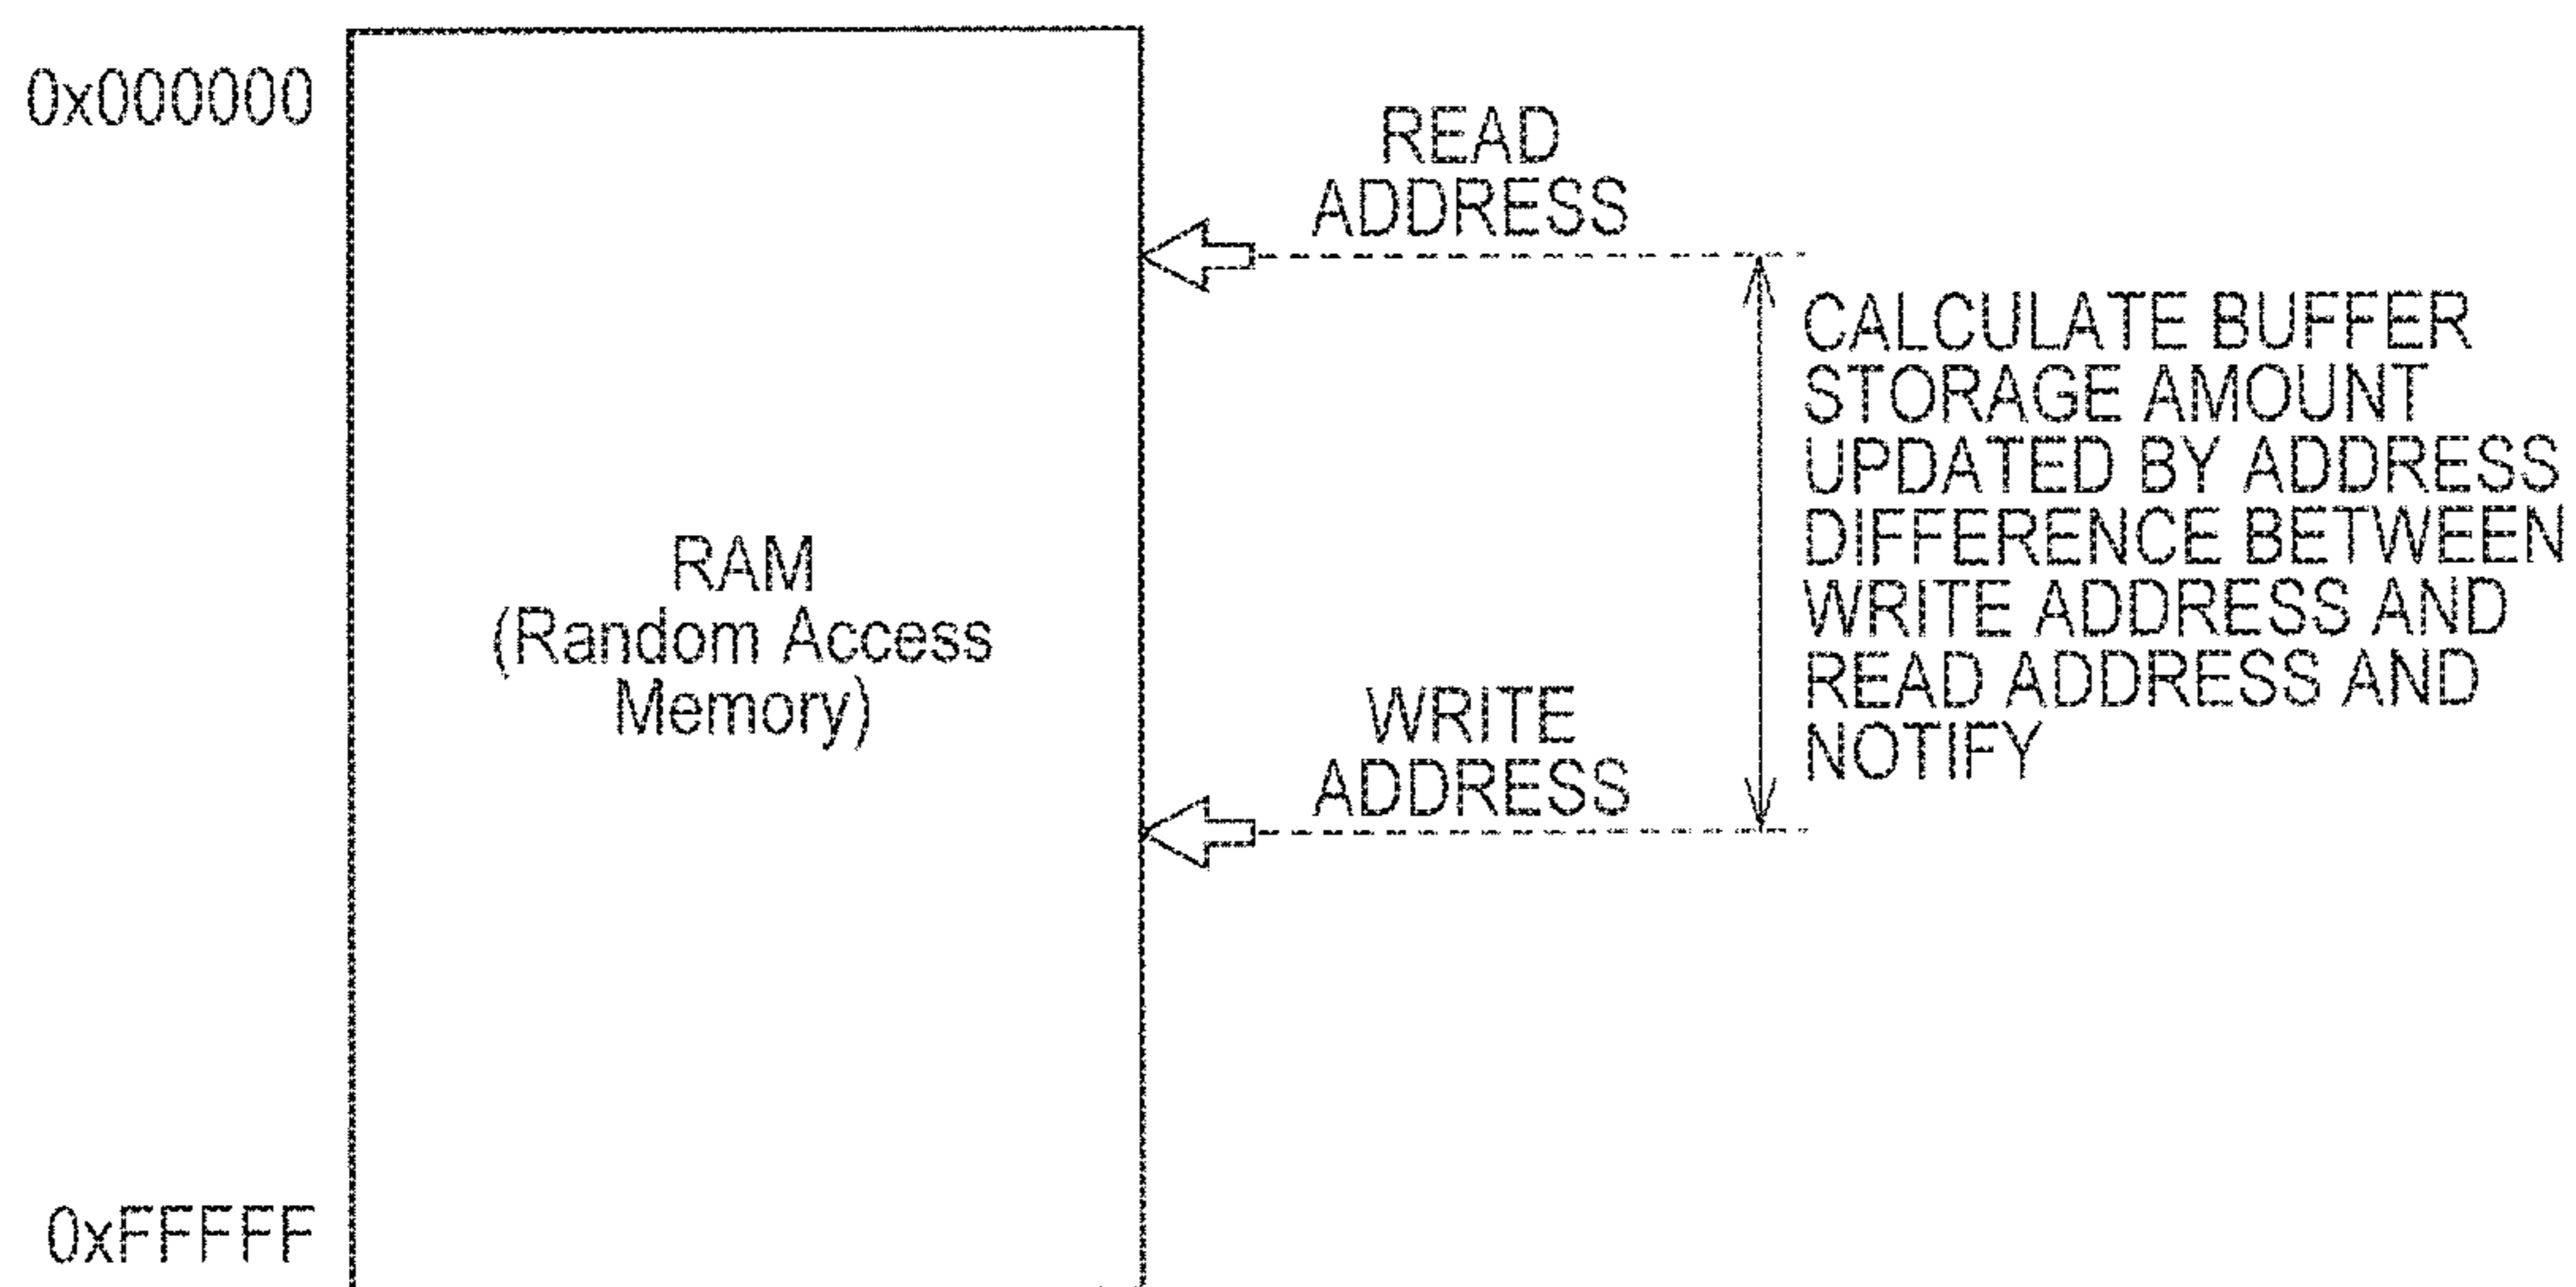 0x000000
READ
ADDRESS
CALCULATE BUFFER
STORAGE AMOUNT
UPDATED BY ADDRESS
DIFFERENCE BETWEEN
WRITE ADDRESS AND
READ ADDRESS AND
NOTIFY
RAM
(Random Access
Memory)
WRITE
ADDRESS
0xFFFFF